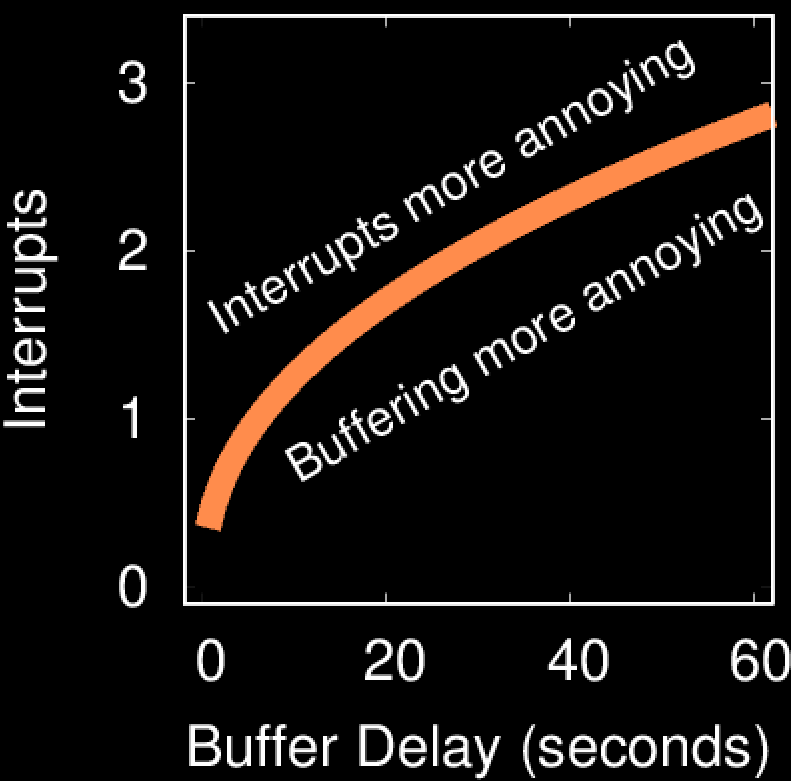 3
2
1
0
Interrupts
Interrupts more annoying
Buffering more annoying
0 20 40 60
Buffer Delay (seconds)